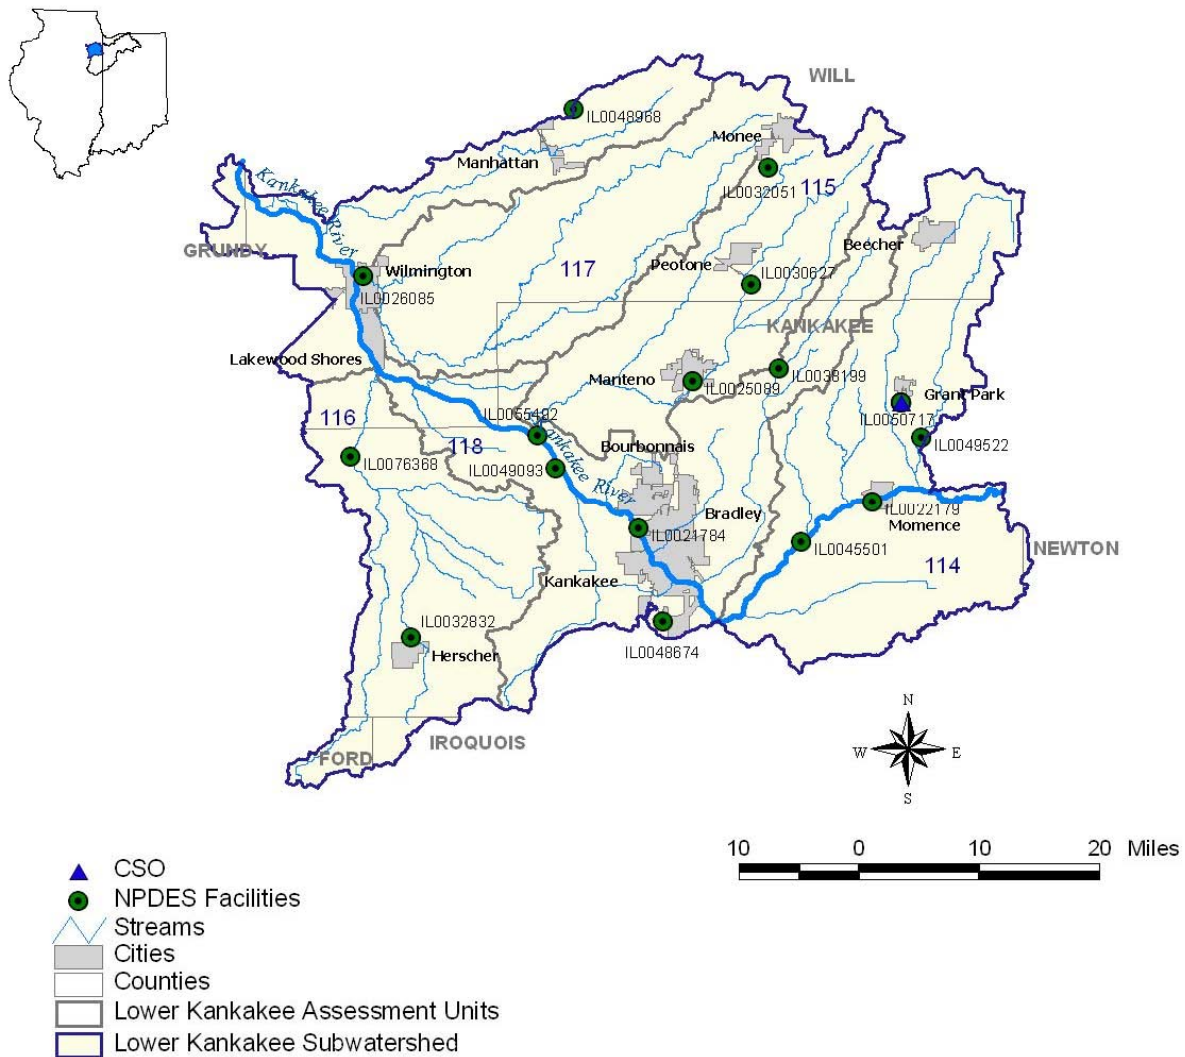 WILL
IL0048968
Monee
Manhattan
IL0032051
115
Kankakee River
GRUNDY
Beecher
Wilmington
117
Peotone
IL0030627
IL0026085
KANKAKEE
Lakewood Shores
Manteno
IL0025089
IL0038199
Grant Park
IL0050717
116
IL0055492
118
Kankakee River
Bourbonnais
IL0049522
IL0076368
IL0049093
Bradley
IL0021784
IL0022179
Momence
IL0045501
NEWTON
114
Kankakee
IL0032832
Herscher
IL0048674
N
IROQUOIS
FORD
W
E
S
CSO
10 0 10 20 Miles
NPDES Facilities
Streams
Cities
Counties
Lower Kankakee Assessment Units
Lower Kankakee Subwatershed